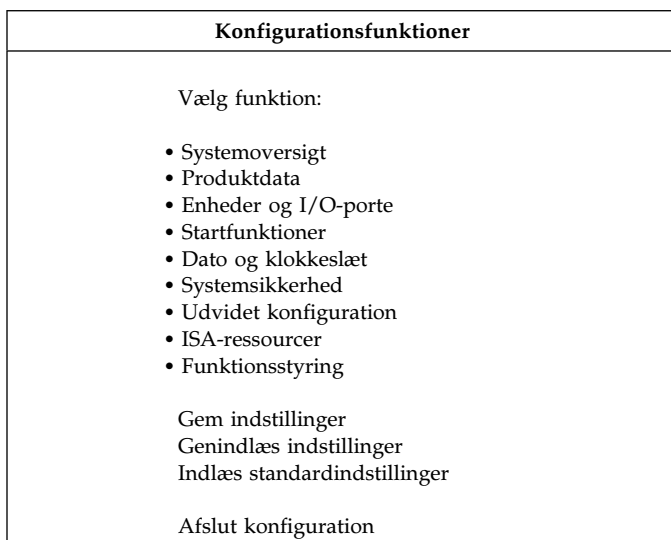 Konfigurationsfunktioner
Vælg funktion:
• Systemoversigt
• Produktdata
• Enheder og I/O-porte
• Startfunktioner
• Dato og klokkeslæt
• Systemsikkerhed
• Udvidet konfiguration
• ISA-ressourcer
• Funktionsstyring
Gem indstillinger
Genindlæs indstillinger
Indlæs standardindstillinger
Afslut konfiguration